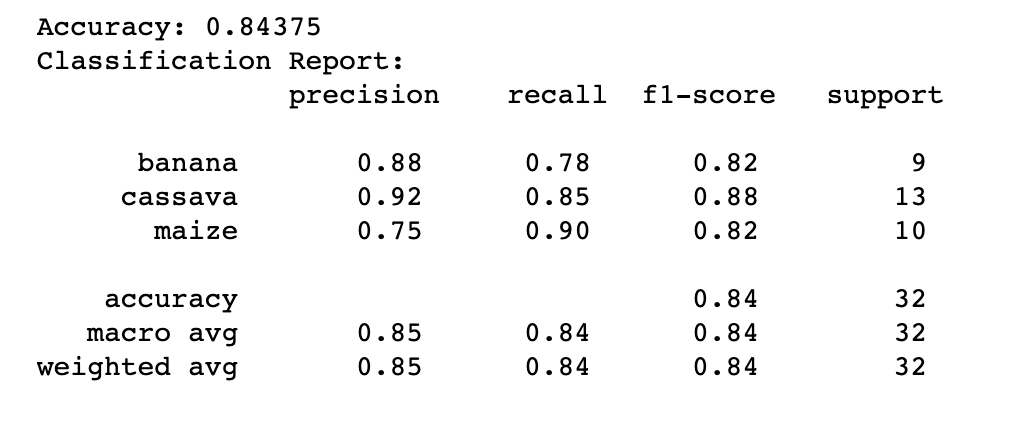 Accuracy: 0.84375
Classification Report:
precision recall f1-score support
banana 0.88 0.78 0.82 9
cassava 0.92 0.85 0.88 13
maize 0.75 0.90 0.82 10
accuracy 0.84 32
macro avg 0.85 0.84 0.84 32
weighted avg 0.85 0.84 0.84 32